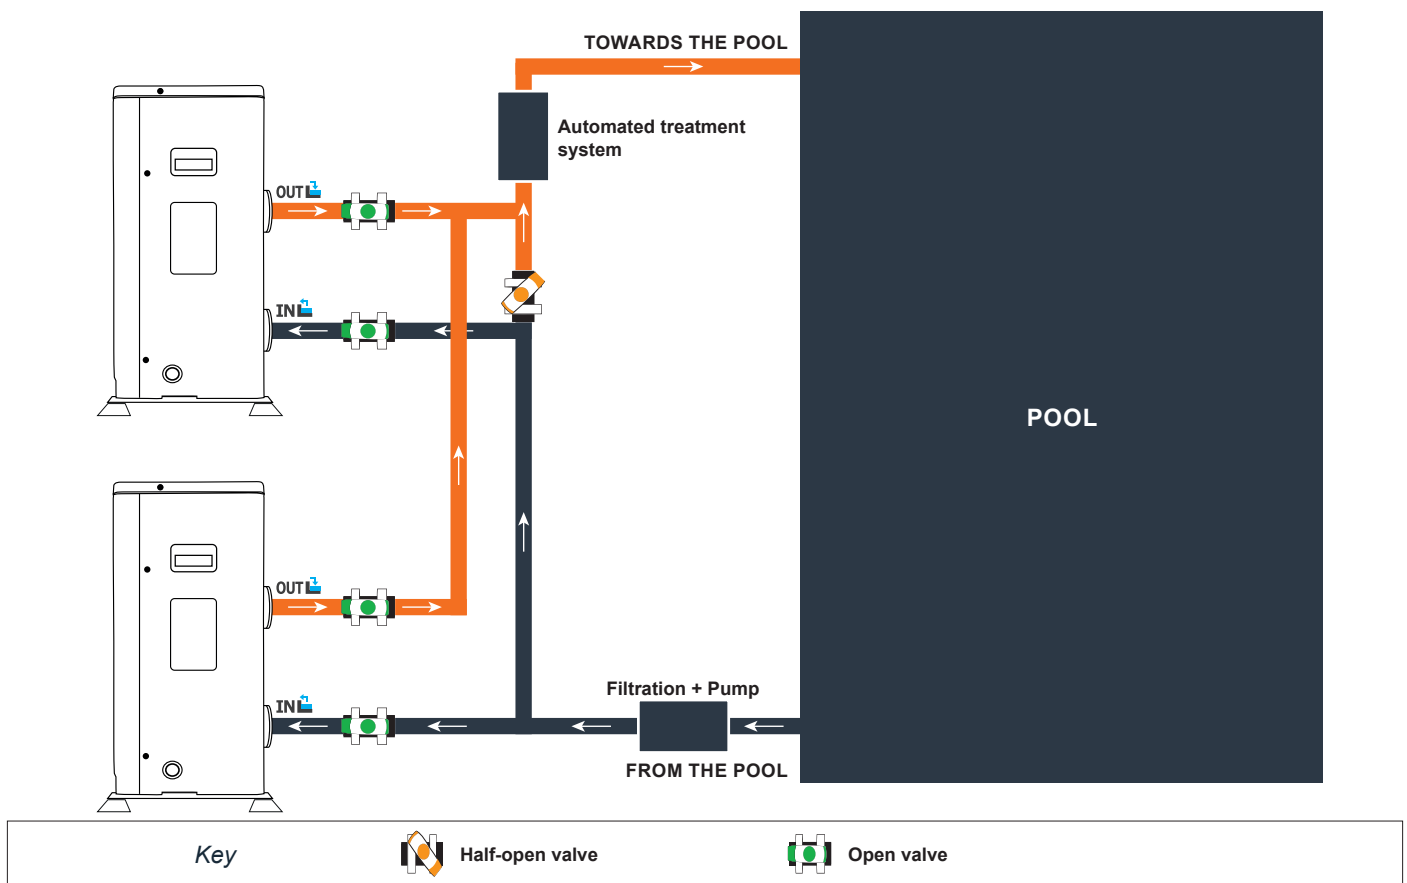 TOWARDS THE POOL
Automated treatment
system
OUT
IN
POOL
OUT
IN
Filtration + Pump
FROM THE POOL
Key
Half-open valve
Open valve